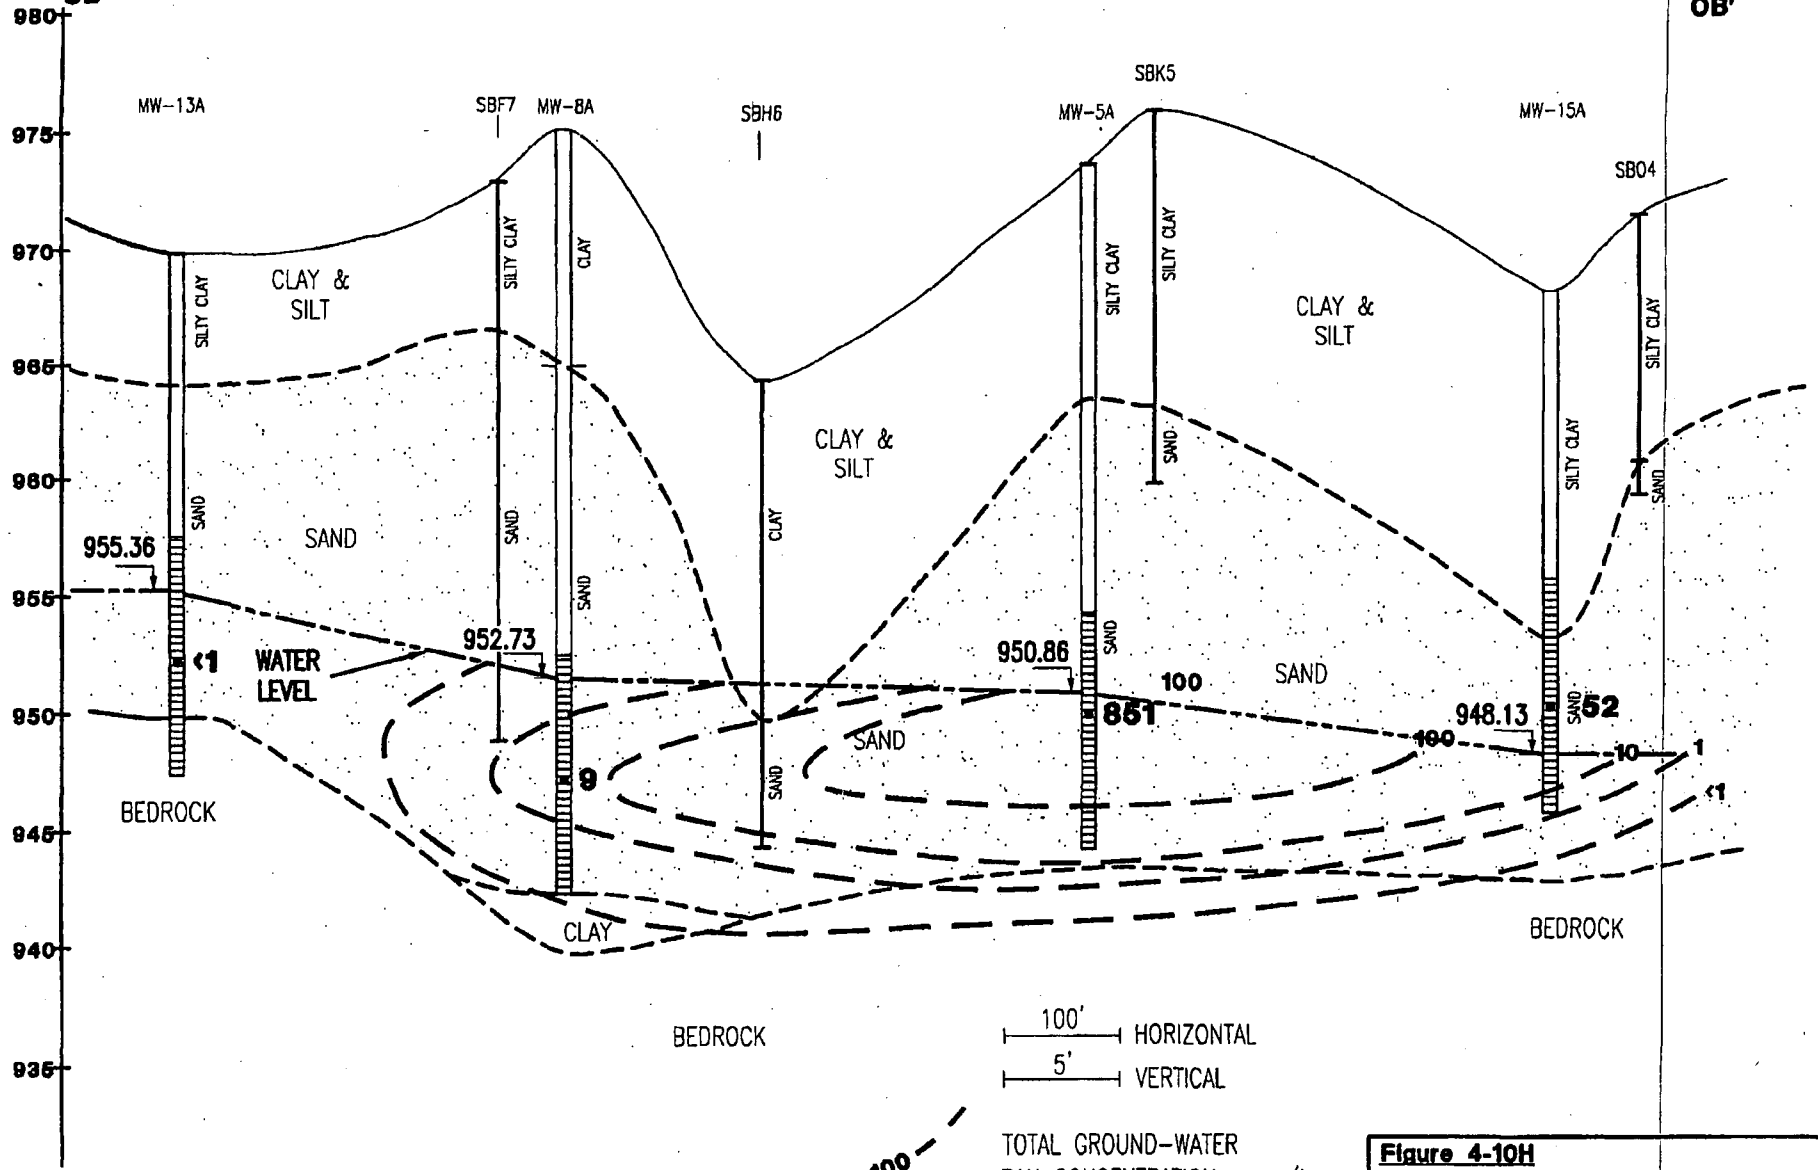 980
OB'
SBK5
MW-13A
SBF7
MW-8A
SBH6
MW-5A
MW-15A
975
SB04
970
SILTY CLAY
CLAY &
SILT
SILTY CLAY
CLAY
SILTY CLAY
SILTY CLAY
CLAY &
SILT
SILTY CLAY
965
CLAY &
SILT
SAND
SILTY CLAY
980
SAND
SAND
SAND
SAND
CLAY
955.36
955
SAND
952.73
950.86
SAND
SAND
<1
WATER
LEVEL
100
950
851
SAND
948.13
SAND
52
100
10
1
9
SAND
<1
BEDROCK
945
CLAY
BEDROCK
940
BEDROCK
100'
HORIZONTAL
5'
VERTICAL
935
TOTAL GROUND-WATER
100
Figure 4-10H